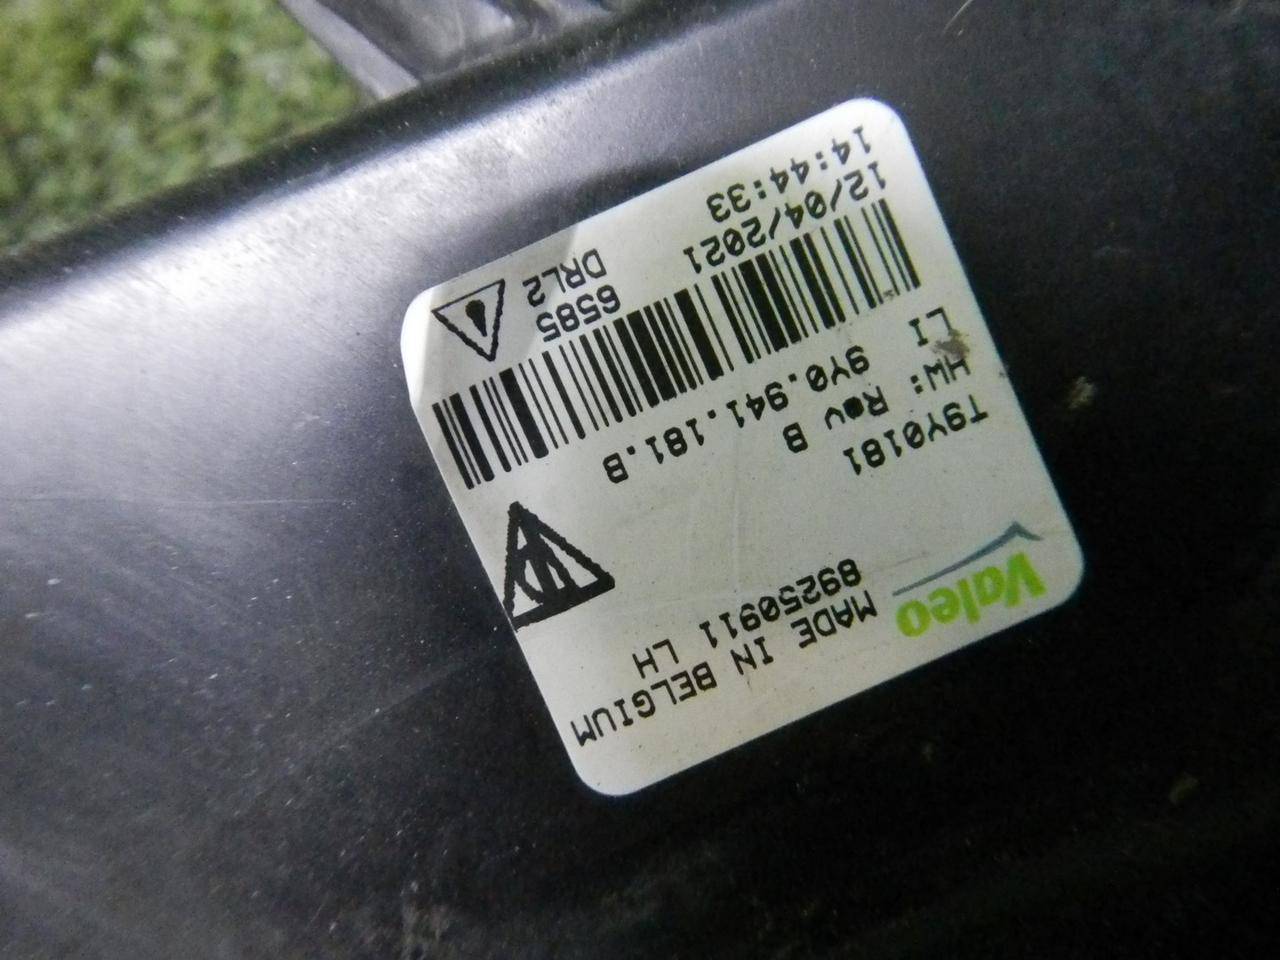 Valeo
MADE IN BELGIUM
89250911 LH
T9Y0181
HW: Rev B
LI 9Y0.941.181.B
12/04/2021 6585
14:44:33 DRL2